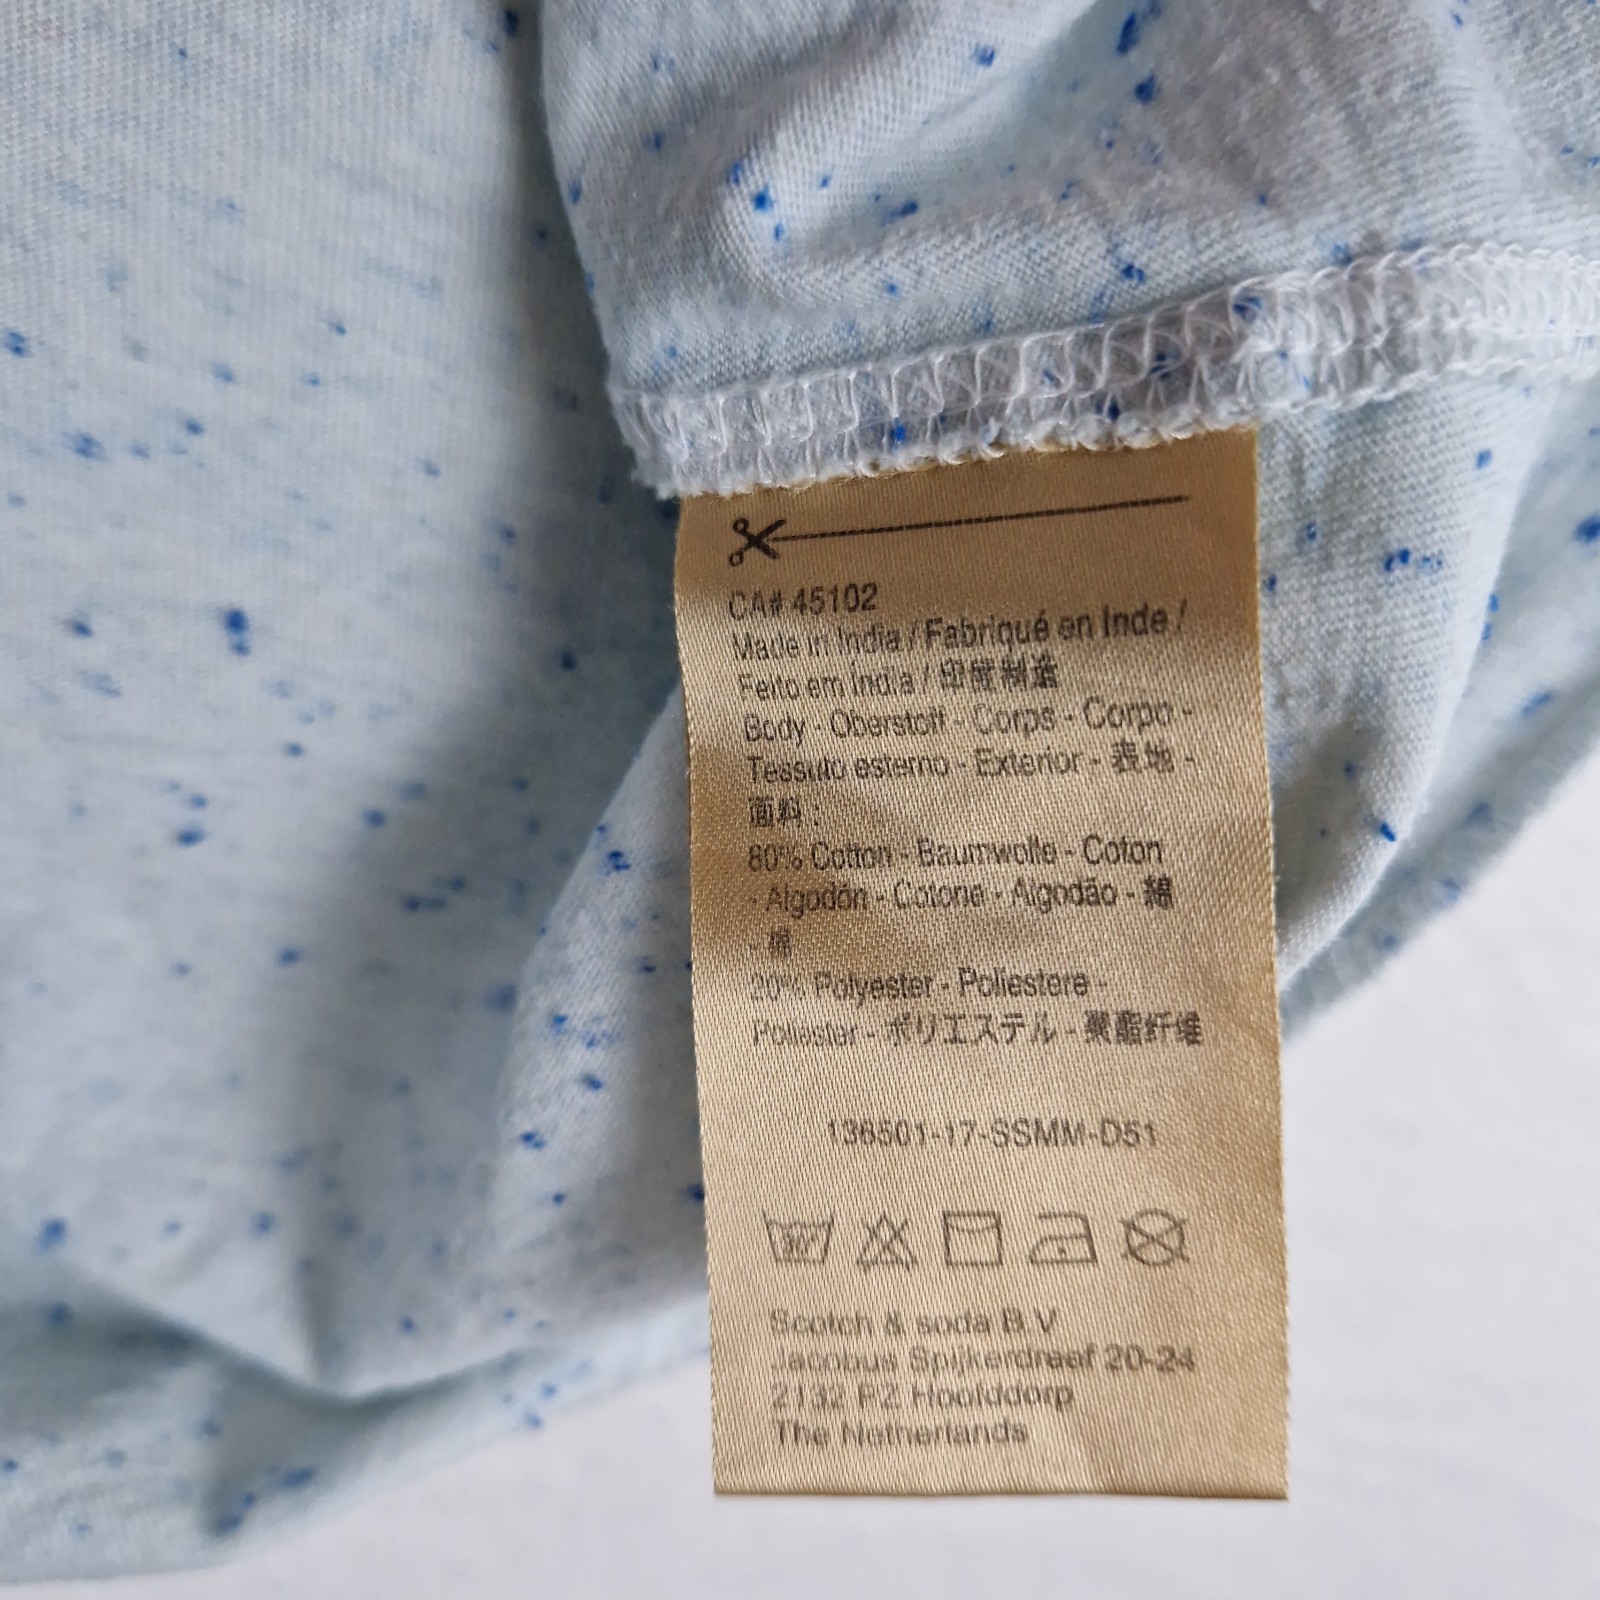 CA# 45102
Made in India / Fabriqué en Inde /
Feito em Índia / 印度制造
Body - Oberstoff - Corps - Corpo -
Tessuto esterno - Exterior - 表地 -
面料 :
80% Cotton - Baumwolle - Coton
- Algodón - Cotone - Algodão - 綿
- 棉
20% Polyester - Poliestere -
Poliester - ポリエステル - 聚酯纤维
136501-17-SSMM-D51
30°
Scotch & soda B.V
Jacobus Spijkerdreef 20-24
2132 PZ Hoofddorp
The Netherlands